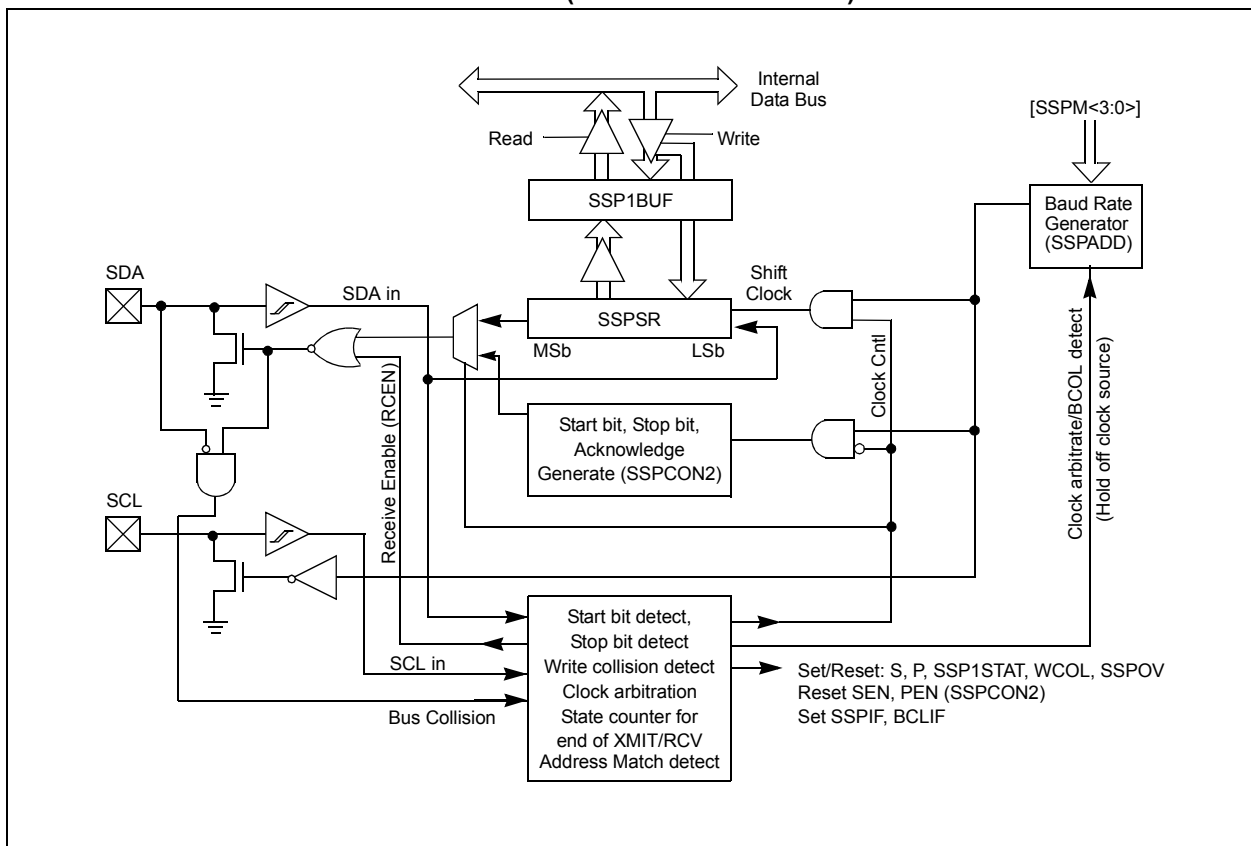 Internal
Data Bus
[SSPM<3:0>]
Read
Write
SSP1BUF
Baud Rate
Generator
(SSPADD)
SDA
SDA in
Shift
Clock
SSPSR
MSb
LSb
Clock Cntl
Clock arbitrate/BCOL detect
(Hold off clock source)
Receive Enable (RCEN)
Start bit, Stop bit,
Acknowledge
Generate (SSPCON2)
SCL
SCL in
Bus Collision
Start bit detect,
Stop bit detect
Write collision detect
Clock arbitration
State counter for
end of XMIT/RCV
Address Match detect
Set/Reset: S, P, SSP1STAT, WCOL, SSPOV
Reset SEN, PEN (SSPCON2)
Set SSPIF, BCLIF